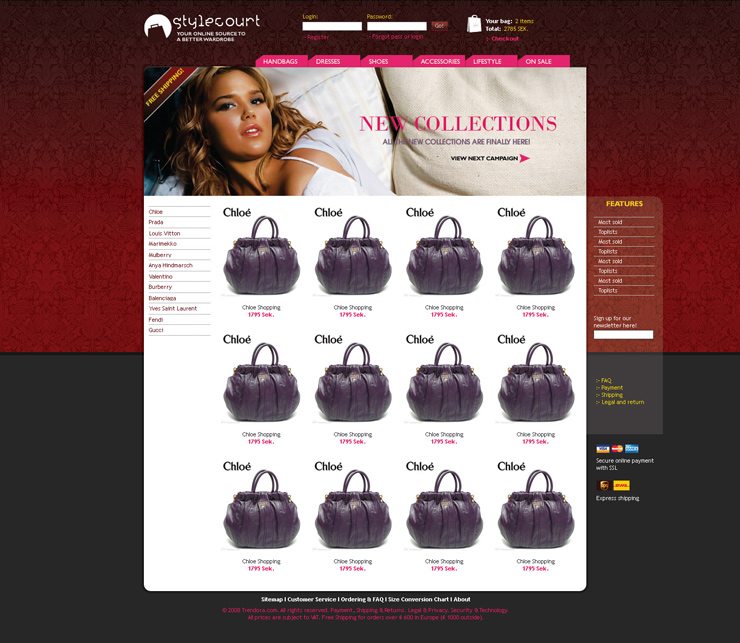 stylecourt
YOUR ONLINE SOURCE TO
A BETTER WARDROBE
Login:
Password:
Go!
:- Register
:- Forgot pass or login
Your bag: 2 items
Total: 2785 SEK.
:- Checkout
HANDBAGS
DRESSES
SHOES
ACCESSORIES
LIFESTYLE
ON SALE
FREE SHIPPING!
NEW COLLECTIONS
ALL THE NEW COLLECTIONS ARE FINALLY HERE!
VIEW NEXT CAMPAIGN
Chloe
Prada
Louis Vitton
Marimekko
Mulberry
Anya Hindmarsch
Valentino
Burberry
Balenciaga
Yves Saint Laurent
Fendi
Gucci
Chloé Chloé Chloé Chloé
Chloe Shopping Chloe Shopping Chloe Shopping Chloe Shopping
1795 Sek. 1795 Sek. 1795 Sek. 1795 Sek.
Chloé Chloé Chloé Chloé
Chloe Shopping Chloe Shopping Chloe Shopping Chloe Shopping
1795 Sek. 1795 Sek. 1795 Sek. 1795 Sek.
Chloé Chloé Chloé Chloé
Chloe Shopping Chloe Shopping Chloe Shopping Chloe Shopping
1795 Sek. 1795 Sek. 1795 Sek. 1795 Sek.
FEATURES
Most sold
Toplists
Most sold
Toplists
Most sold
Toplists
Most sold
Toplists
Sign up for our
newsletter here!
:- FAQ
:- Payment
:- Shipping
:- Legal and return
VISA
Secure online payment
with SSL
DHL
Express shipping
Sitemap I Customer Service I Ordering & FAQ I Size Conversion Chart I About
© 2008 Trendora.com. All rights reserved. Payment, Shipping & Returns. Legal & Privacy. Security & Technology.
All prices are subject to VAT. Free Shipping for orders over € 600 in Europe (€ 1000 outside).